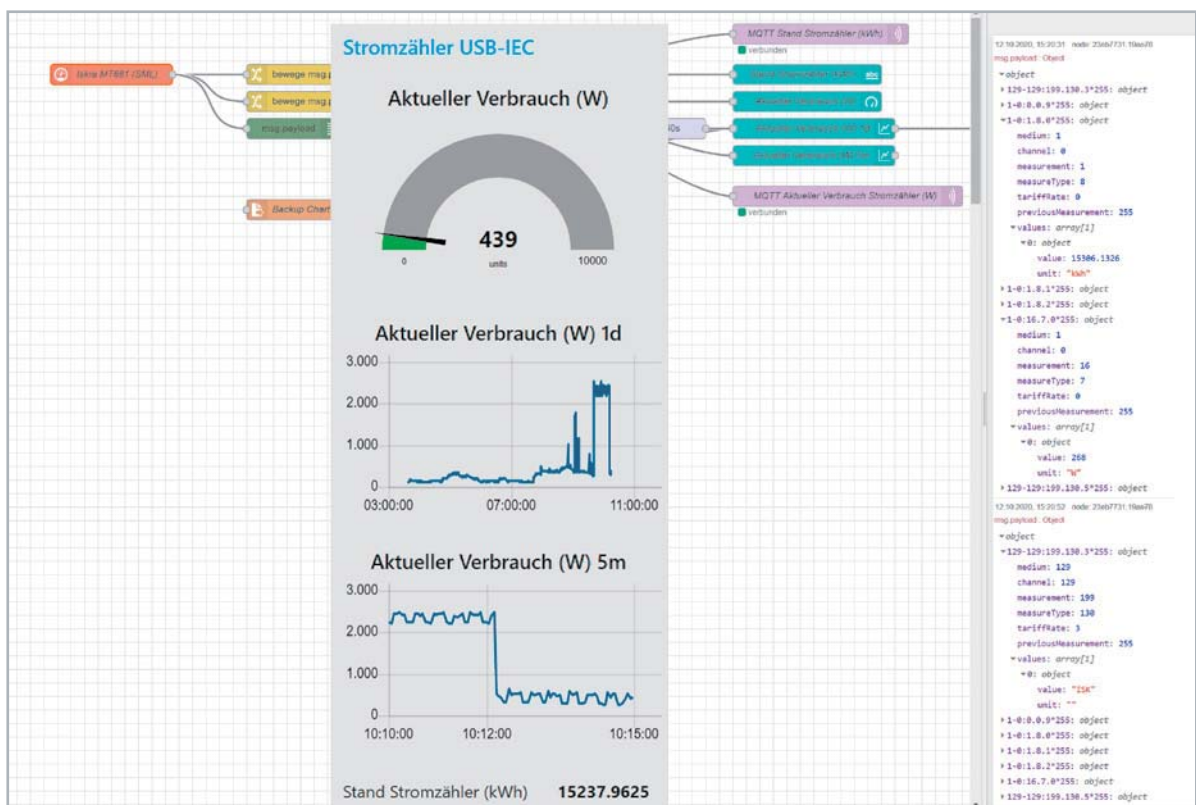 Iskra MT681 (SML)
bewege msg.p
bewege msg.p
msg.payload
Backup Chart
Stromzähler USB-IEC
Aktueller Verbrauch (W)
439
units
0
10000
Aktueller Verbrauch (W) 1d
3.000
2.000
1.000
0
03:00:00
07:00:00
11:00:00
Aktueller Verbrauch (W) 5m
3.000
2.000
1.000
0
10:10:00
10:12:00
10:15:00
Stand Stromzähler (kWh) 15237.9625
MQTT Stand Stromzähler (kWh)
verbunden
abc
MQTT Aktueller Verbrauch Stromzähler (W)
verbunden
12.10.2020, 15:20:31 node: 23eb7731.19ae78
msg.payload : Object
object
129-129:199.130.3*255: object
1-0:0.0.9*255: object
1-0:1.8.0*255: object
medium: 1
channel: 0
measurement: 1
measureType: 8
tariffRate: 0
previousMeasurement: 255
values: array[1]
0: object
value: 15306.1326
unit: "kWh"
1-0:1.8.1*255: object
1-0:1.8.2*255: object
1-0:16.7.0*255: object
medium: 1
channel: 0
measurement: 16
measureType: 7
tariffRate: 0
previousMeasurement: 255
values: array[1]
0: object
value: 268
unit: "W"
129-129:199.130.5*255: object
12.10.2020, 15:20:52 node: 23eb7731.19ae78
msg.payload : Object
object
129-129:199.130.3*255: object
medium: 129
channel: 129
measurement: 199
measureType: 130
tariffRate: 3
previousMeasurement: 255
values: array[1]
0: object
value: "ISK"
unit: ""
1-0:0.0.9*255: object
1-0:1.8.0*255: object
1-0:1.8.1*255: object
1-0:1.8.2*255: object
1-0:16.7.0*255: object
129-129:199.130.5*255: object